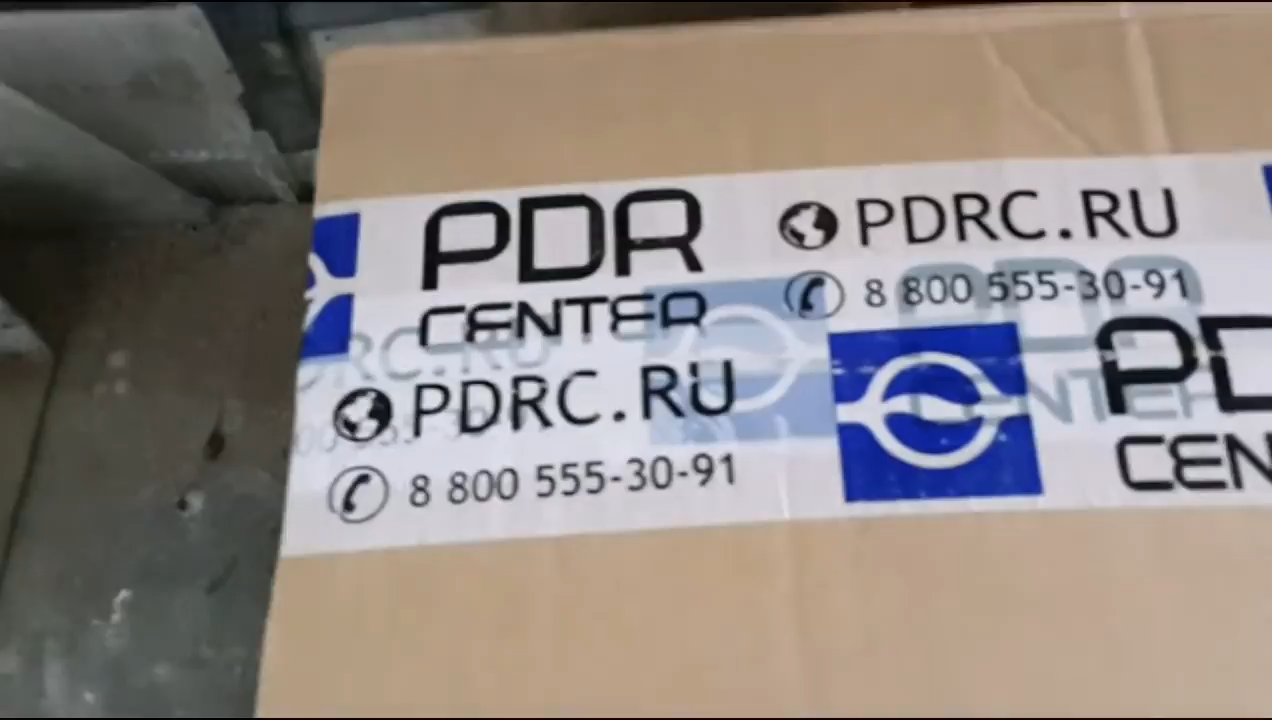 PDR
CENTER
PDRC.RU
8 800 555-30-91
PDRC.RU
8 800 555-30-91
PD
CEN